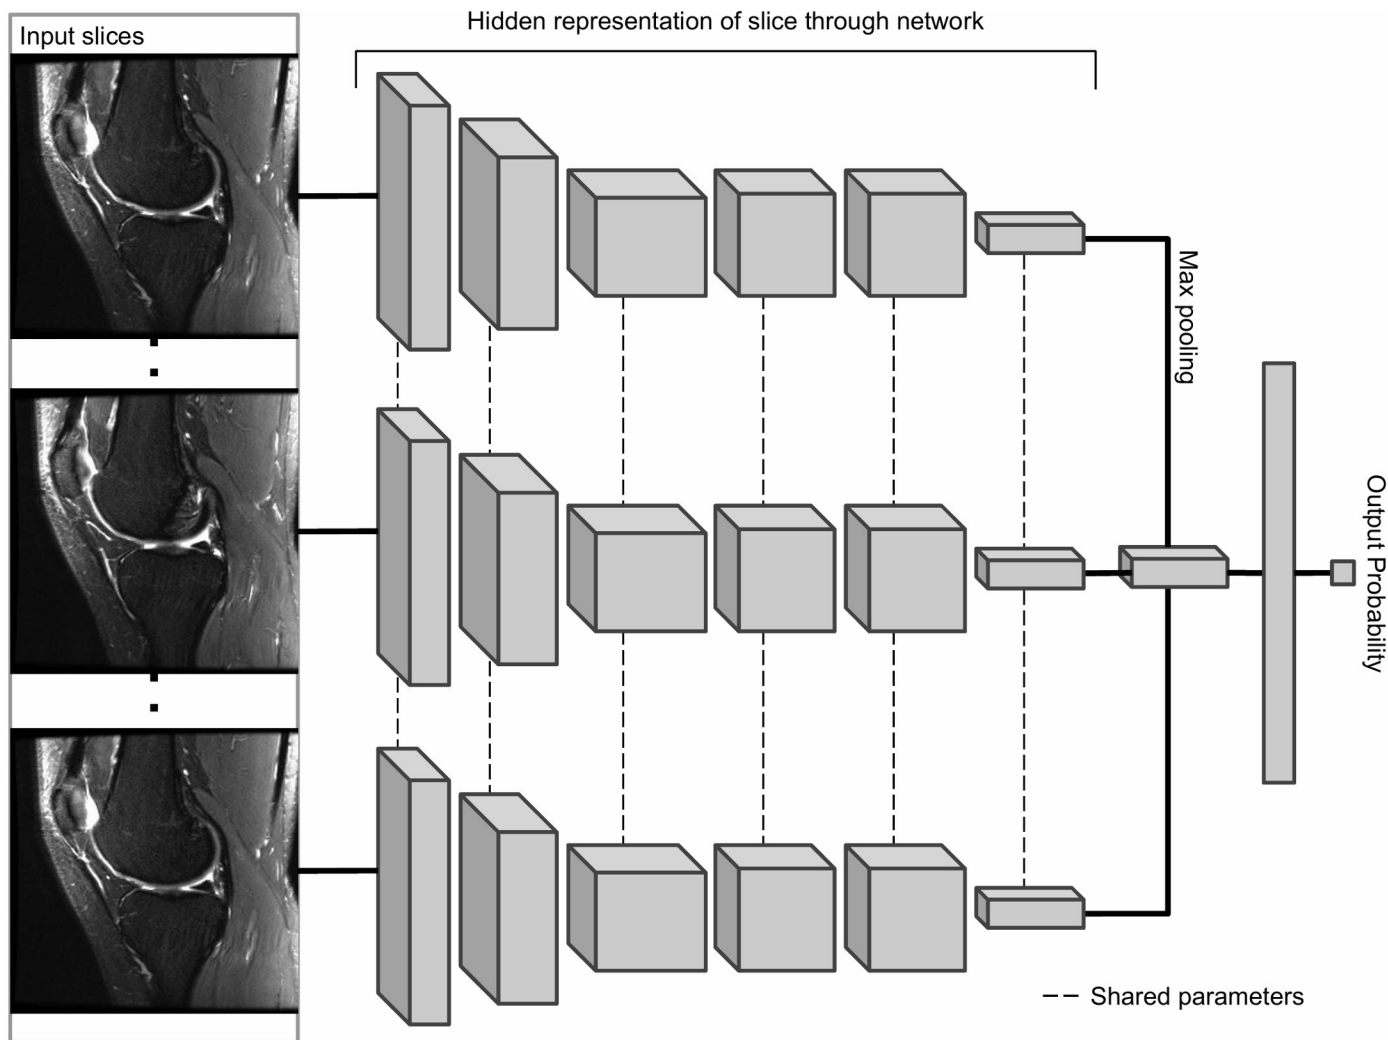 Hidden representation of slice through network
Input slices
Max pooling
Output Probability
Shared parameters